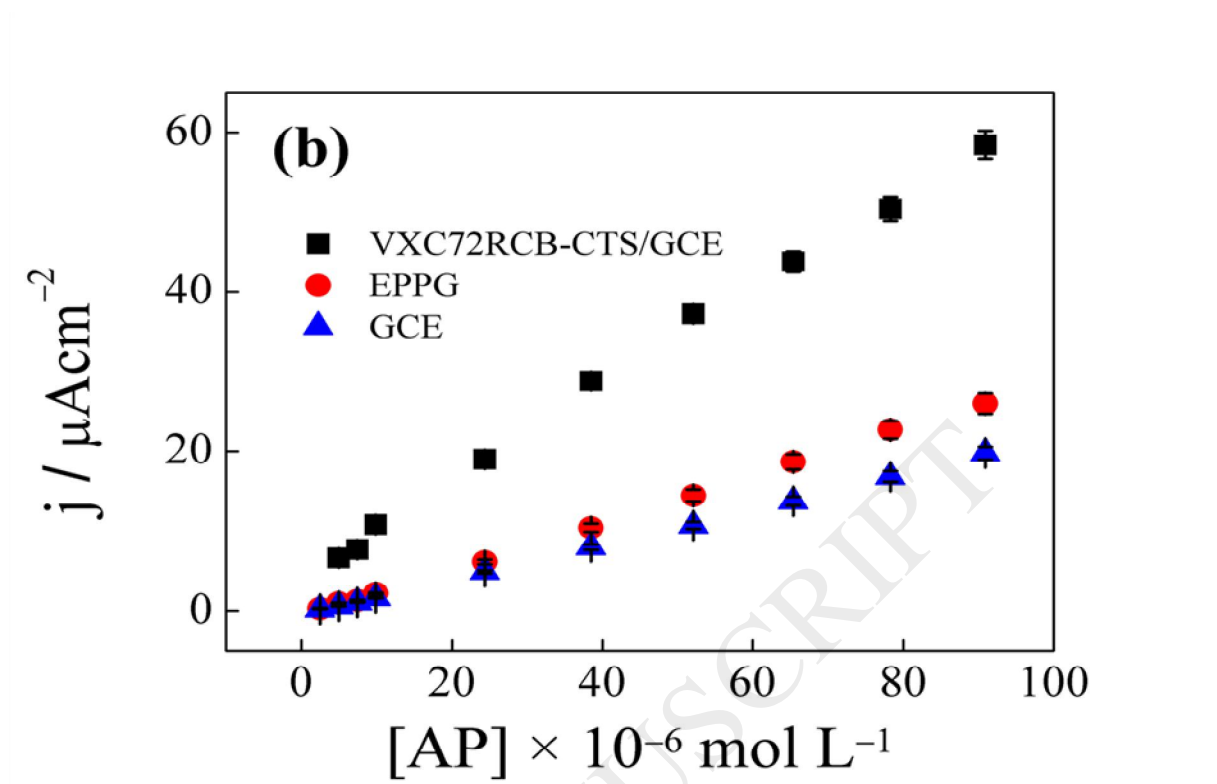 (b)
VXC72RCB-CTS/GCE
EPPG
GCE
60
40
20
0
j / μAcm⁻²
0 20 40 60 80 100
[AP] × 10⁻⁶ mol L⁻¹
USCRIPT